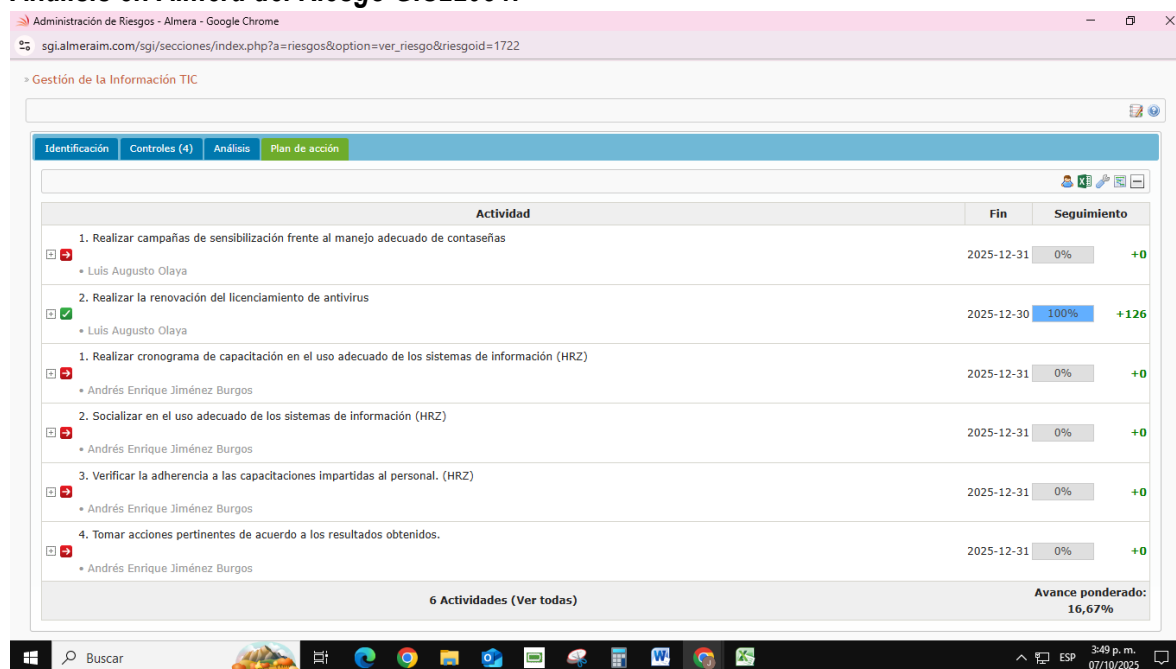 Administración de Riesgos - Almera - Google Chrome
sgi.almeraim.com/sgi/secciones/index.php?a=riesgos&option=ver_riesgo&riesgoid=1722
» Gestión de la Información TIC
Identificación Controles (4) Análisis Plan de acción
Actividad Fin Seguimiento
1. Realizar campañas de sensibilización frente al manejo adecuado de contaseñas
2025-12-31 0% +0
• Luis Augusto Olaya
2. Realizar la renovación del licenciamiento de antivirus
2025-12-30 100% +126
• Luis Augusto Olaya
1. Realizar cronograma de capacitación en el uso adecuado de los sistemas de información (HRZ)
2025-12-31 0% +0
• Andrés Enrique Jiménez Burgos
2. Socializar en el uso adecuado de los sistemas de información (HRZ)
2025-12-31 0% +0
• Andrés Enrique Jiménez Burgos
3. Verificar la adherencia a las capacitaciones impartidas al personal. (HRZ)
2025-12-31 0% +0
• Andrés Enrique Jiménez Burgos
4. Tomar acciones pertinentes de acuerdo a los resultados obtenidos.
2025-12-31 0% +0
• Andrés Enrique Jiménez Burgos
6 Actividades (Ver todas) Avance ponderado:
16,67%
Buscar
ESP
3:49 p. m.
07/10/2025